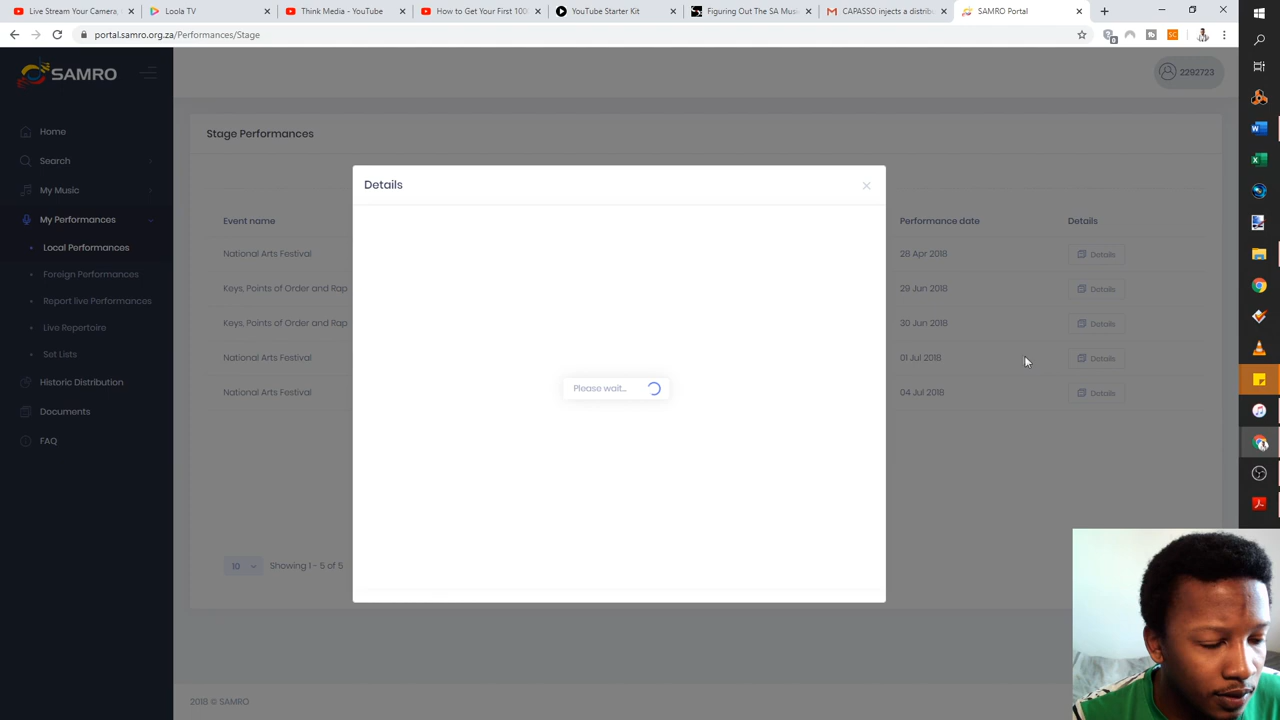 Live Stream Your Camera,
Loola TV
Think Media - YouTube
How to Get Your First 100
YouTube Starter Kit
Figuring Out The SA Mus
CAPASSO injects a distrib
SAMRO Portal
portal.samro.org.za/Performances/Stage
SAMRO
2292723
Home
Search
My Music
My Performances
Local Performances
Foreign Performances
Report live Performances
Live Repertoire
Set Lists
Historic Distribution
Documents
FAQ
Stage Performances
Details
Event name
Performance date
Details
National Arts Festival
28 Apr 2018
Details
Keys, Points of Order and Rap
29 Jun 2018
Details
Keys, Points of Order and Rap
30 Jun 2018
Details
National Arts Festival
01 Jul 2018
Details
National Arts Festival
04 Jul 2018
Details
Please wait...
10
Showing 1 - 5 of 5
2018 © SAMRO